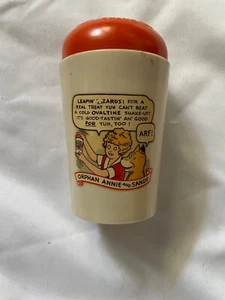 LEAPIN' LIZARDS! FOR A
REAL TREAT YUH CAN'T BEAT
A COLD OVALTINE SHAKE-UP!
IT'S GOOD-TASTIN' AN' GOOD
FOR YUH, TOO!
ARF!
ORPHAN ANNIE AND SANDY